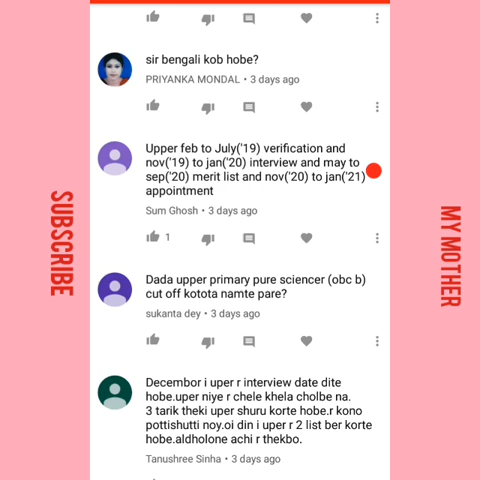 sir bengali kob hobe?
PRIYANKA MONDAL • 3 days ago
Upper feb to July('19) verification and
nov('19) to jan('20) interview and may to
sep('20) merit list and nov('20) to jan('21)
appointment
Sum Ghosh • 3 days ago
1
Dada upper primary pure sciencer (obc b)
cut off kotota namte pare?
sukanta dey • 3 days ago
Decembor i uper r interview date dite
hobe.uper niye r chele khela cholbe na.
3 tarik theki uper shuru korte hobe.r kono
pottishutti noy.oi din i uper r 2 list ber korte
hobe.aldholone achi r thekbo.
Tanushree Sinha • 3 days ago
SUBSCRIBE
MY MOTHER